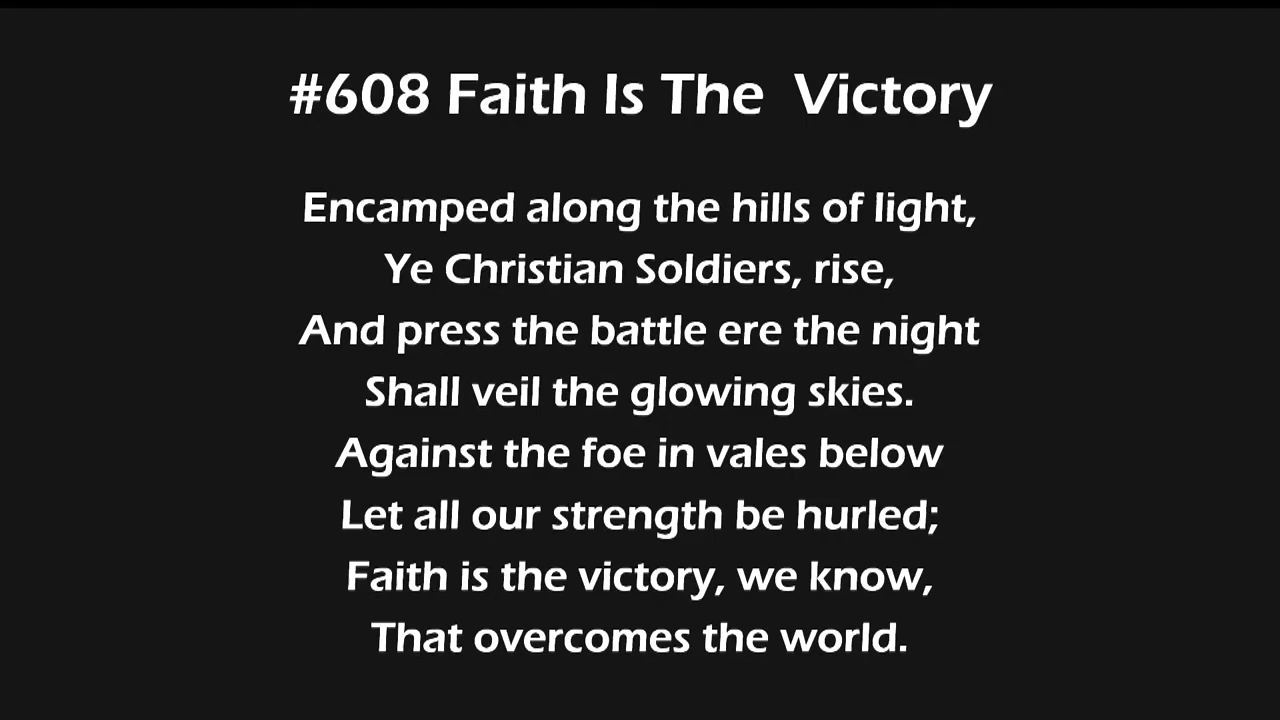 #608 Faith Is The  Victory
Encamped along the hills of light,
Ye Christian Soldiers, rise,
And press the battle ere the night
Shall veil the glowing skies.
Against the foe in vales below
Let all our strength be hurled;
Faith is the victory, we know,
That overcomes the world.